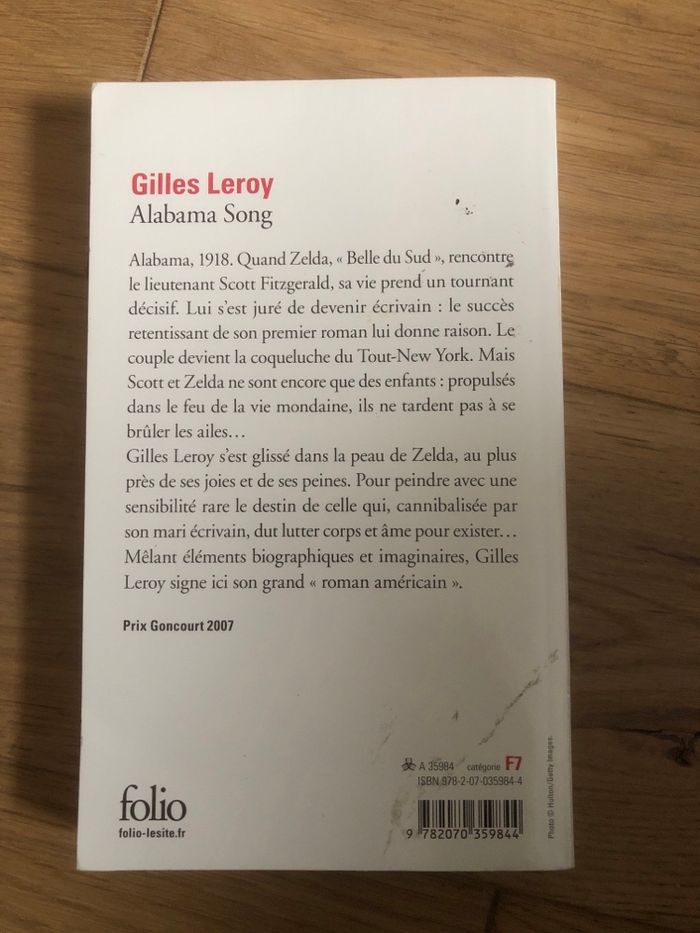 Gilles Leroy
Alabama Song
Alabama, 1918. Quand Zelda, « Belle du Sud », rencontre
le lieutenant Scott Fitzgerald, sa vie prend un tournant
décisif. Lui s'est juré de devenir écrivain : le succès
retentissant de son premier roman lui donne raison. Le
couple devient la coqueluche du Tout-New York. Mais
Scott et Zelda ne sont encore que des enfants : propulsés
dans le feu de la vie mondaine, ils ne tardent pas à se
brûler les ailes…
Gilles Leroy s'est glissé dans la peau de Zelda, au plus
près de ses joies et de ses peines. Pour peindre avec une
sensibilité rare le destin de celle qui, cannibalisée par
son mari écrivain, dut lutter corps et âme pour exister…
Mêlant éléments biographiques et imaginaires, Gilles
Leroy signe ici son grand « roman américain ».
Prix Goncourt 2007
A 35984 catégorie F7
ISBN 978-2-07-035984-4
9 782070 359844
folio
folio-lesite.fr
Photo © Hulton/Getty Images.